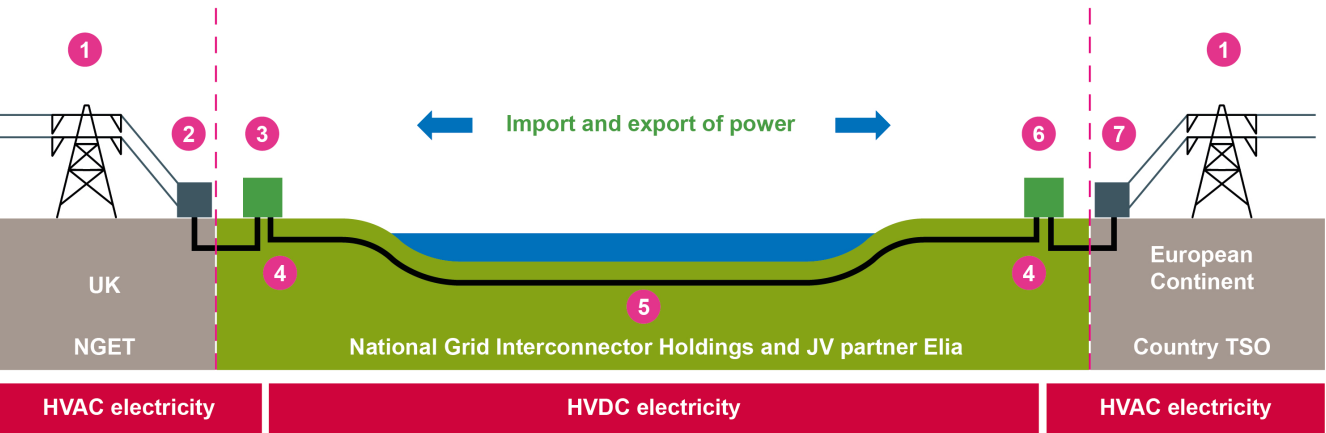 1
1
2
3
Import and export of power
6
7
4
4
5
UK
European
Continent
NGET
National Grid Interconnector Holdings and JV partner Elia
Country TSO
HVAC electricity
HVDC electricity
HVAC electricity